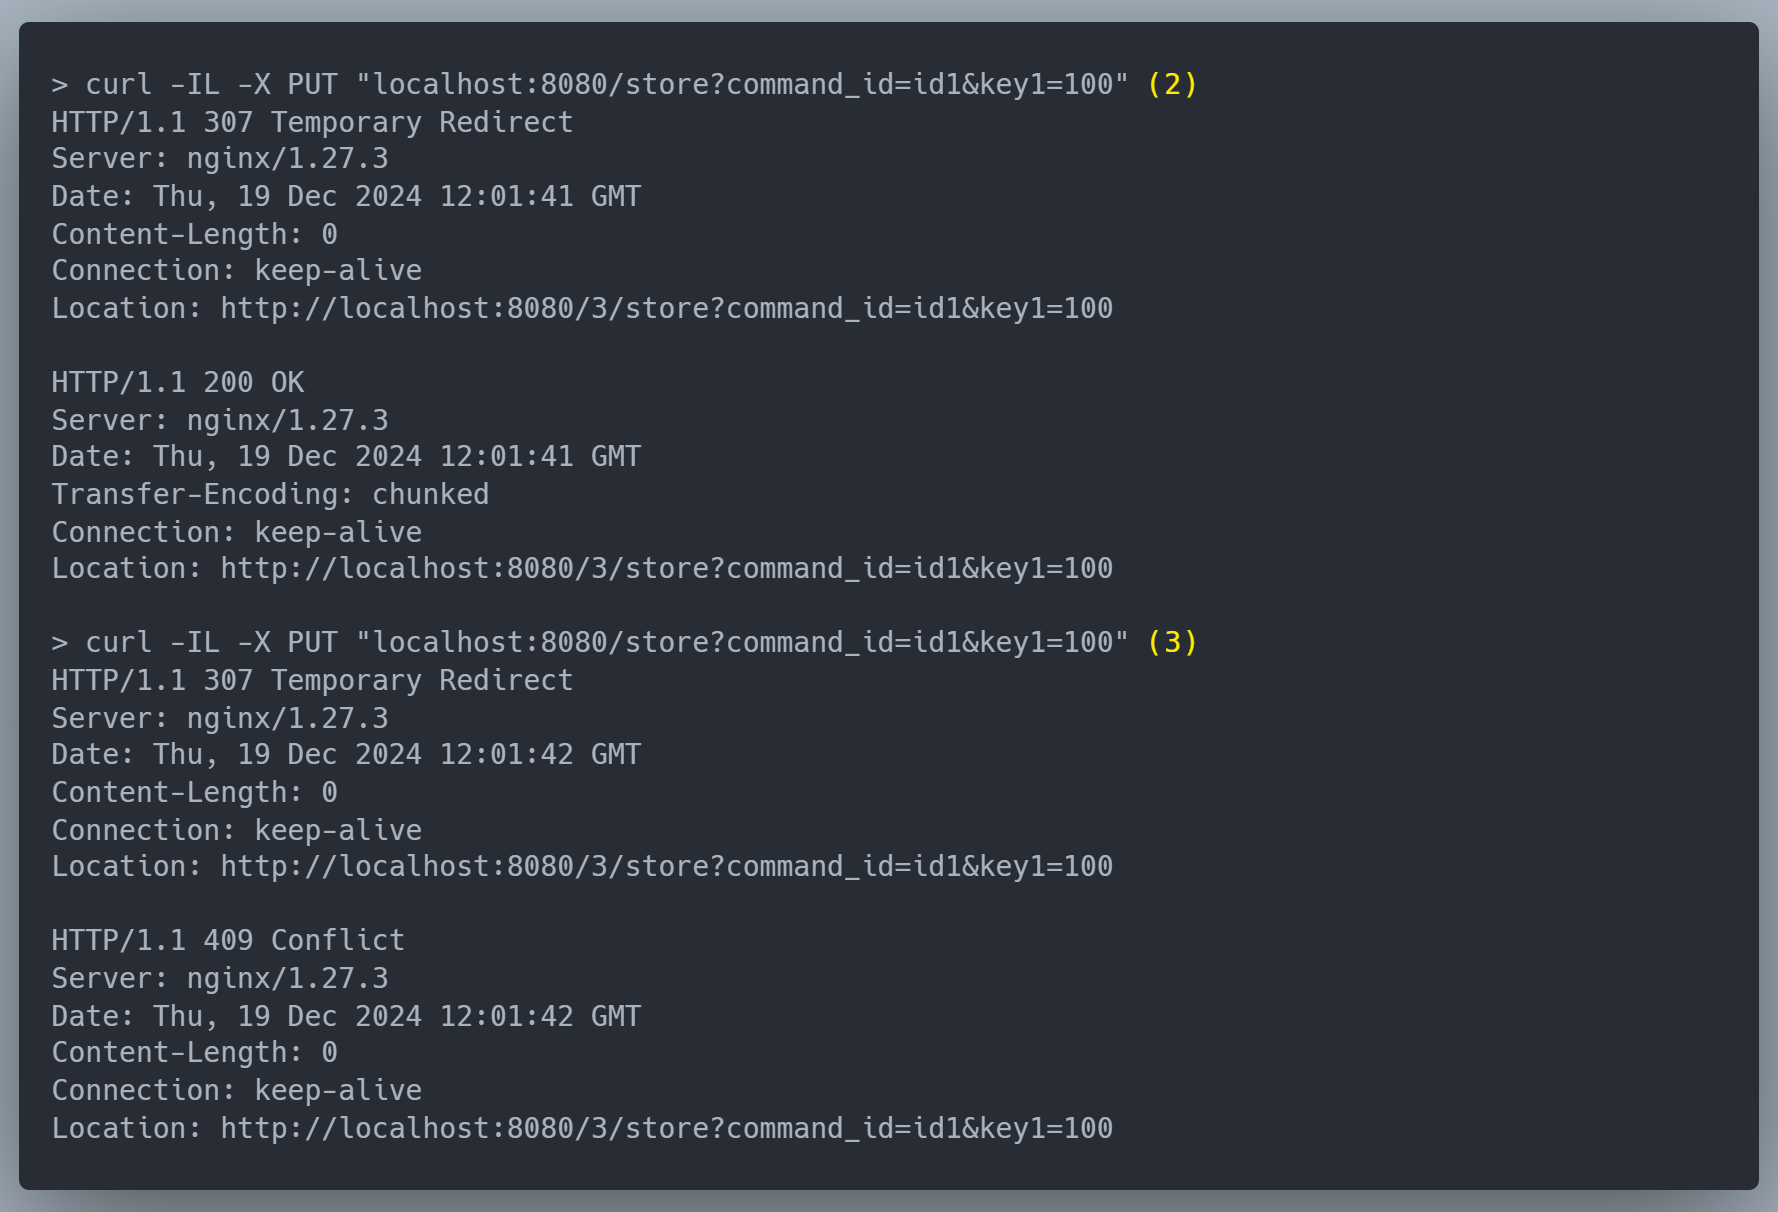 > curl -IL -X PUT "localhost:8080/store?command_id=id1&key1=100" (2)
HTTP/1.1 307 Temporary Redirect
Server: nginx/1.27.3
Date: Thu, 19 Dec 2024 12:01:41 GMT
Content-Length: 0
Connection: keep-alive
Location: http://localhost:8080/3/store?command_id=id1&key1=100

HTTP/1.1 200 OK
Server: nginx/1.27.3
Date: Thu, 19 Dec 2024 12:01:41 GMT
Transfer-Encoding: chunked
Connection: keep-alive
Location: http://localhost:8080/3/store?command_id=id1&key1=100

> curl -IL -X PUT "localhost:8080/store?command_id=id1&key1=100" (3)
HTTP/1.1 307 Temporary Redirect
Server: nginx/1.27.3
Date: Thu, 19 Dec 2024 12:01:42 GMT
Content-Length: 0
Connection: keep-alive
Location: http://localhost:8080/3/store?command_id=id1&key1=100

HTTP/1.1 409 Conflict
Server: nginx/1.27.3
Date: Thu, 19 Dec 2024 12:01:42 GMT
Content-Length: 0
Connection: keep-alive
Location: http://localhost:8080/3/store?command_id=id1&key1=100